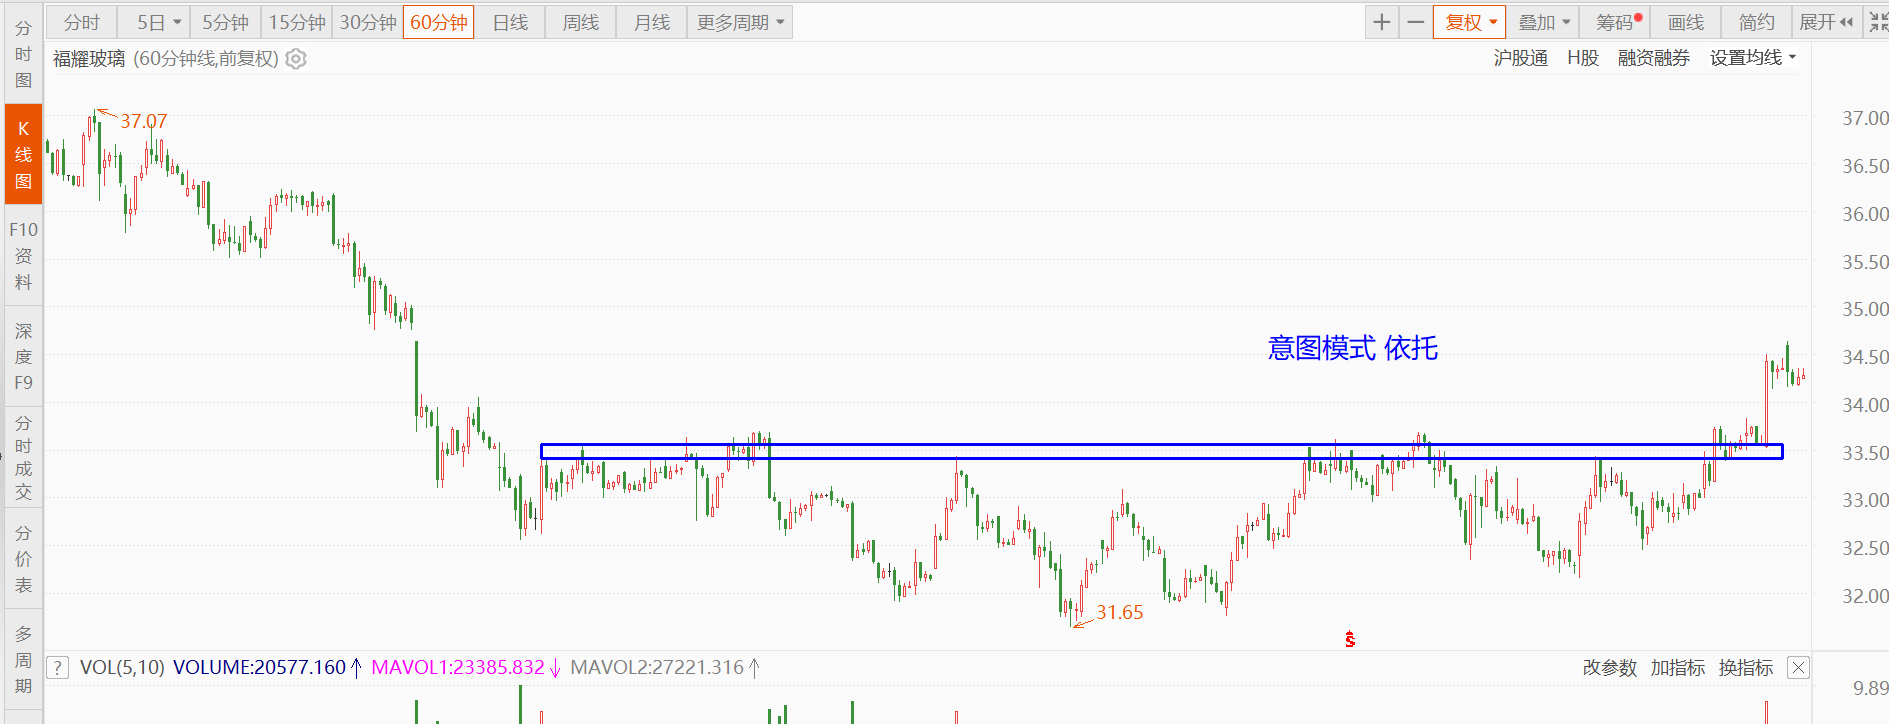 分时 5日 5分钟 15分钟 30分钟 60分钟 日线 周线 月线 更多周期 复权 叠加 筹码 画线 简约 展开
福耀玻璃 (60分钟线,前复权) 沪股通 H股 融资融券 设置均线
分时图
K线图
F10资料
深度F9
分时成交
分价表
多周期
37.07
37.00
36.50
36.00
35.50
35.00
意图模式 依托
34.50
34.00
33.50
33.00
32.50
32.00
31.65
$
? VOL(5,10) VOLUME:20577.160↑ MAVOL1:23385.832↓ MAVOL2:27221.316↑ 改参数 加指标 换指标
9.89